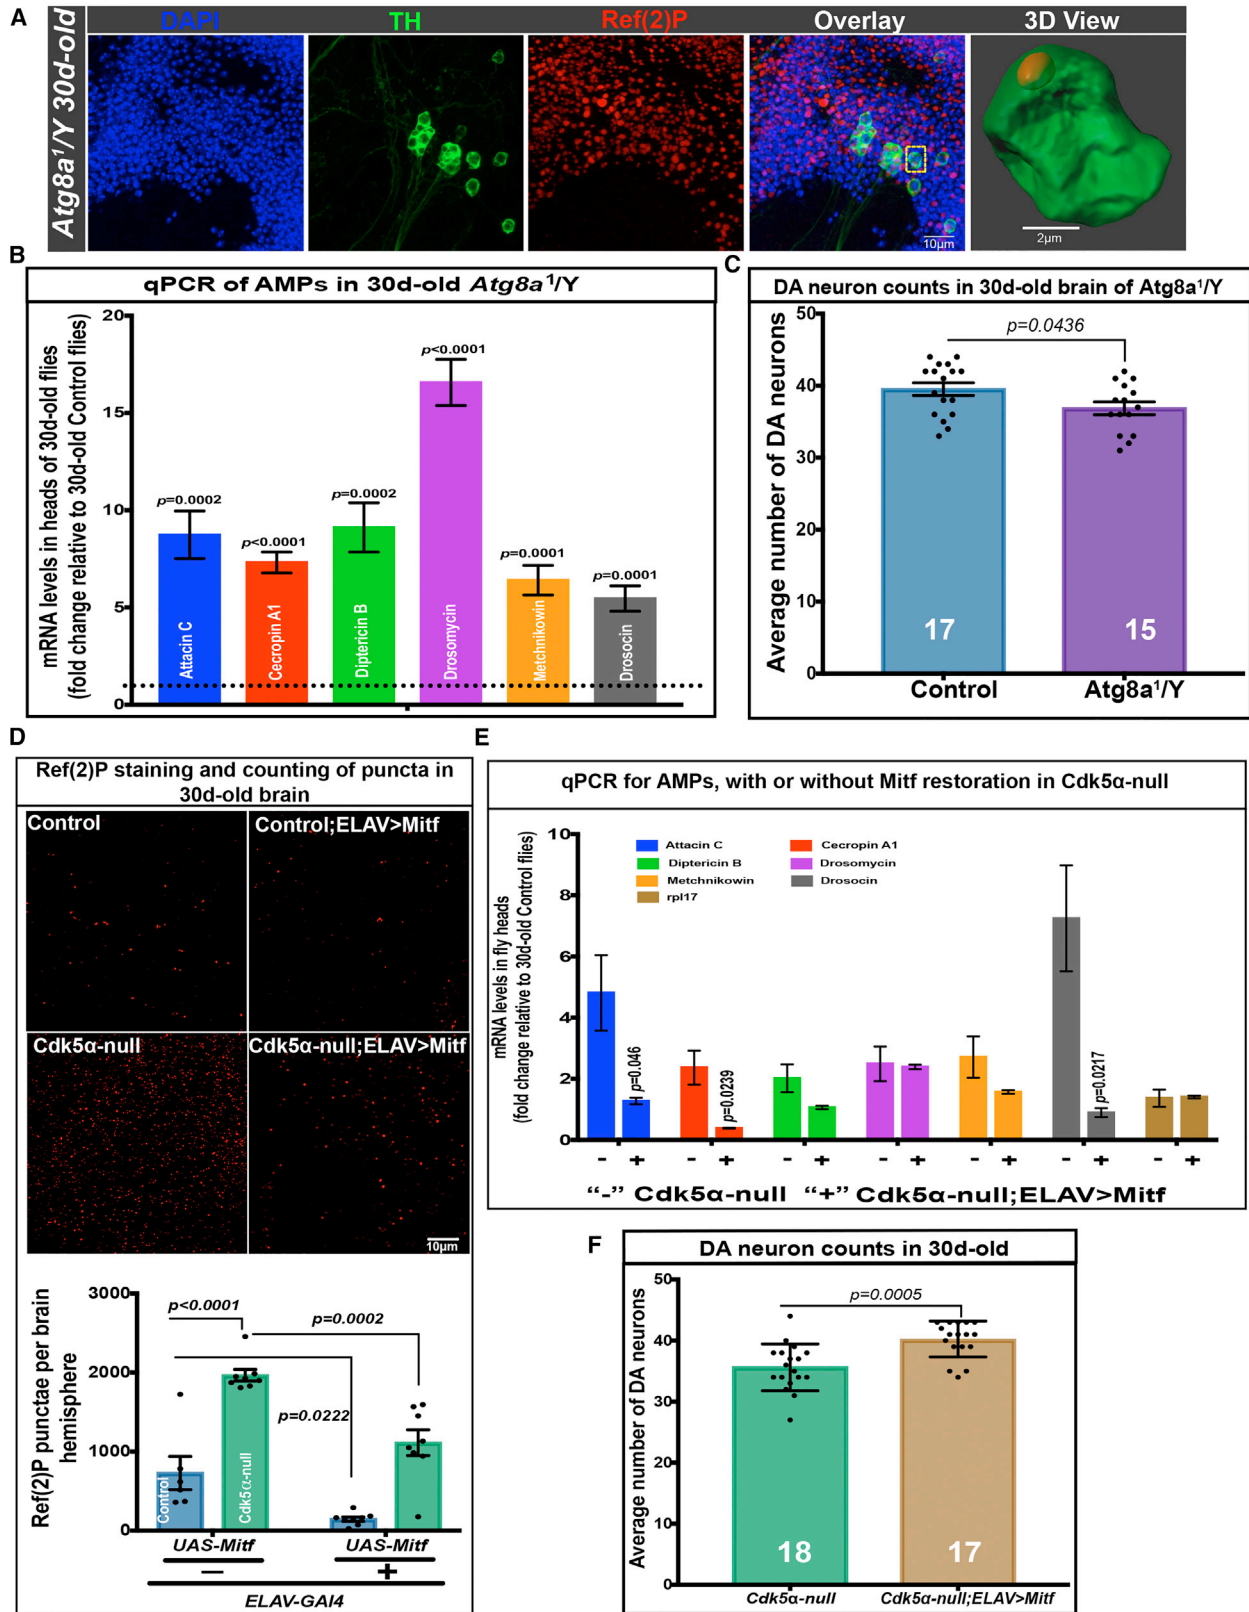 A
Atg8a¹/Y 30d-old
DAPI
TH
Ref(2)P
Overlay
3D View
10μm
2μm
B
qPCR of AMPs in 30d-old Atg8a¹/Y
mRNA levels in heads of 30d-old flies
(fold change relative to 30d-old Control flies)
20
15
10
5
0
p=0.0002
p<0.0001
p=0.0002
p<0.0001
p=0.0001
p=0.0001
Attacin C
Cecropin A1
Diptericin B
Drosomycin
Metchnikowin
Drosocin
C
DA neuron counts in 30d-old brain of Atg8a¹/Y
Average number of DA neurons
50
40
30
20
10
0
p=0.0436
17
15
Control
Atg8a¹/Y
D
Ref(2)P staining and counting of puncta in
30d-old brain
Control
Control;ELAV>Mitf
Cdk5α-null
Cdk5α-null;ELAV>Mitf
10μm
Ref(2)P punctae per brain
hemisphere
3000
2000
1000
0
p<0.0001
p=0.0002
p=0.0222
Control
Cdk5α-null
UAS-Mitf
UAS-Mitf
—
+
ELAV-GAl4
E
qPCR for AMPs, with or without Mitf restoration in Cdk5α-null
mRNA levels in fly heads
(fold change relative to 30d-old Control flies)
10
8
6
4
2
0
Attacin C
Cecropin A1
Diptericin B
Drosomycin
Metchnikowin
Drosocin
rpl17
p=0.046
p=0.0239
p=0.0217
- + - + - + - + - + - + - +
“-” Cdk5α-null “+” Cdk5α-null;ELAV>Mitf
F
DA neuron counts in 30d-old
Average number of DA neurons
50
40
30
20
10
0
p=0.0005
18
17
Cdk5α-null
Cdk5α-null;ELAV>Mitf